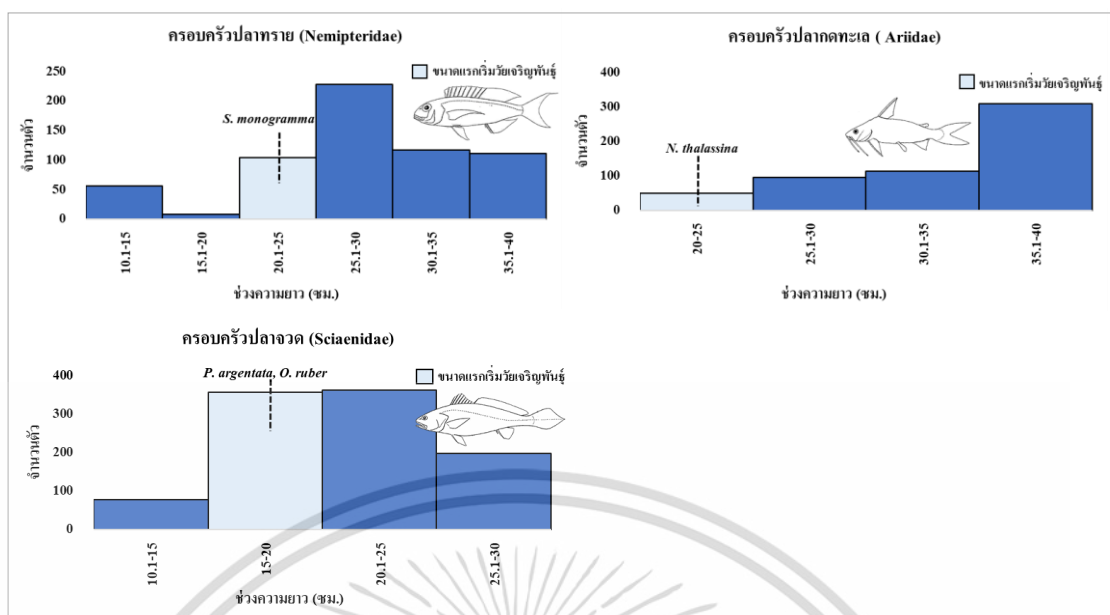 ครอบครัวปลาทราย (Nemipteridae)
250
200
150
100
50
0
จำนวนตัว
ขนาดแรกเริ่มวัยเจริญพันธุ์
S. monogramma
10.1-15
15.1-20
20.1-25
25.1-30
30.1-35
35.1-40
ช่วงความยาว (ซม.)
ครอบครัวปลากดทะเล ( Ariidae)
400
300
200
100
0
จำนวนตัว
ขนาดแรกเริ่มวัยเจริญพันธุ์
N. thalassina
20-25
25.1-30
30.1-35
35.1-40
ช่วงความยาว (ซม.)
ครอบครัวปลาจวด (Sciaenidae)
400
300
200
100
0
จำนวนตัว
P. argentata, O. ruber
ขนาดแรกเริ่มวัยเจริญพันธุ์
10.1-15
15-20
20.1-25
25.1-30
ช่วงความยาว (ซม.)